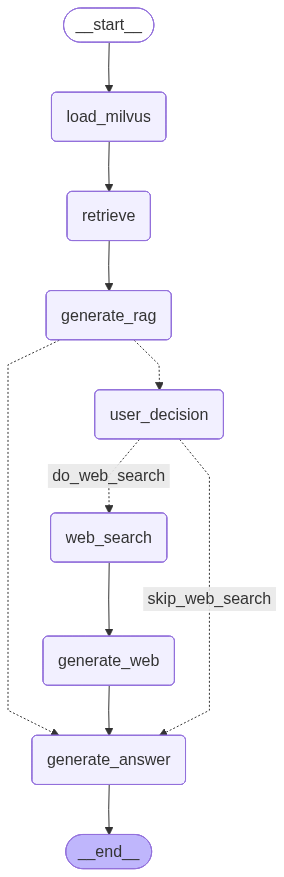 __start__
load_milvus
retrieve
generate_rag
user_decision
do_web_search
web_search
skip_web_search
generate_web
generate_answer
__end__